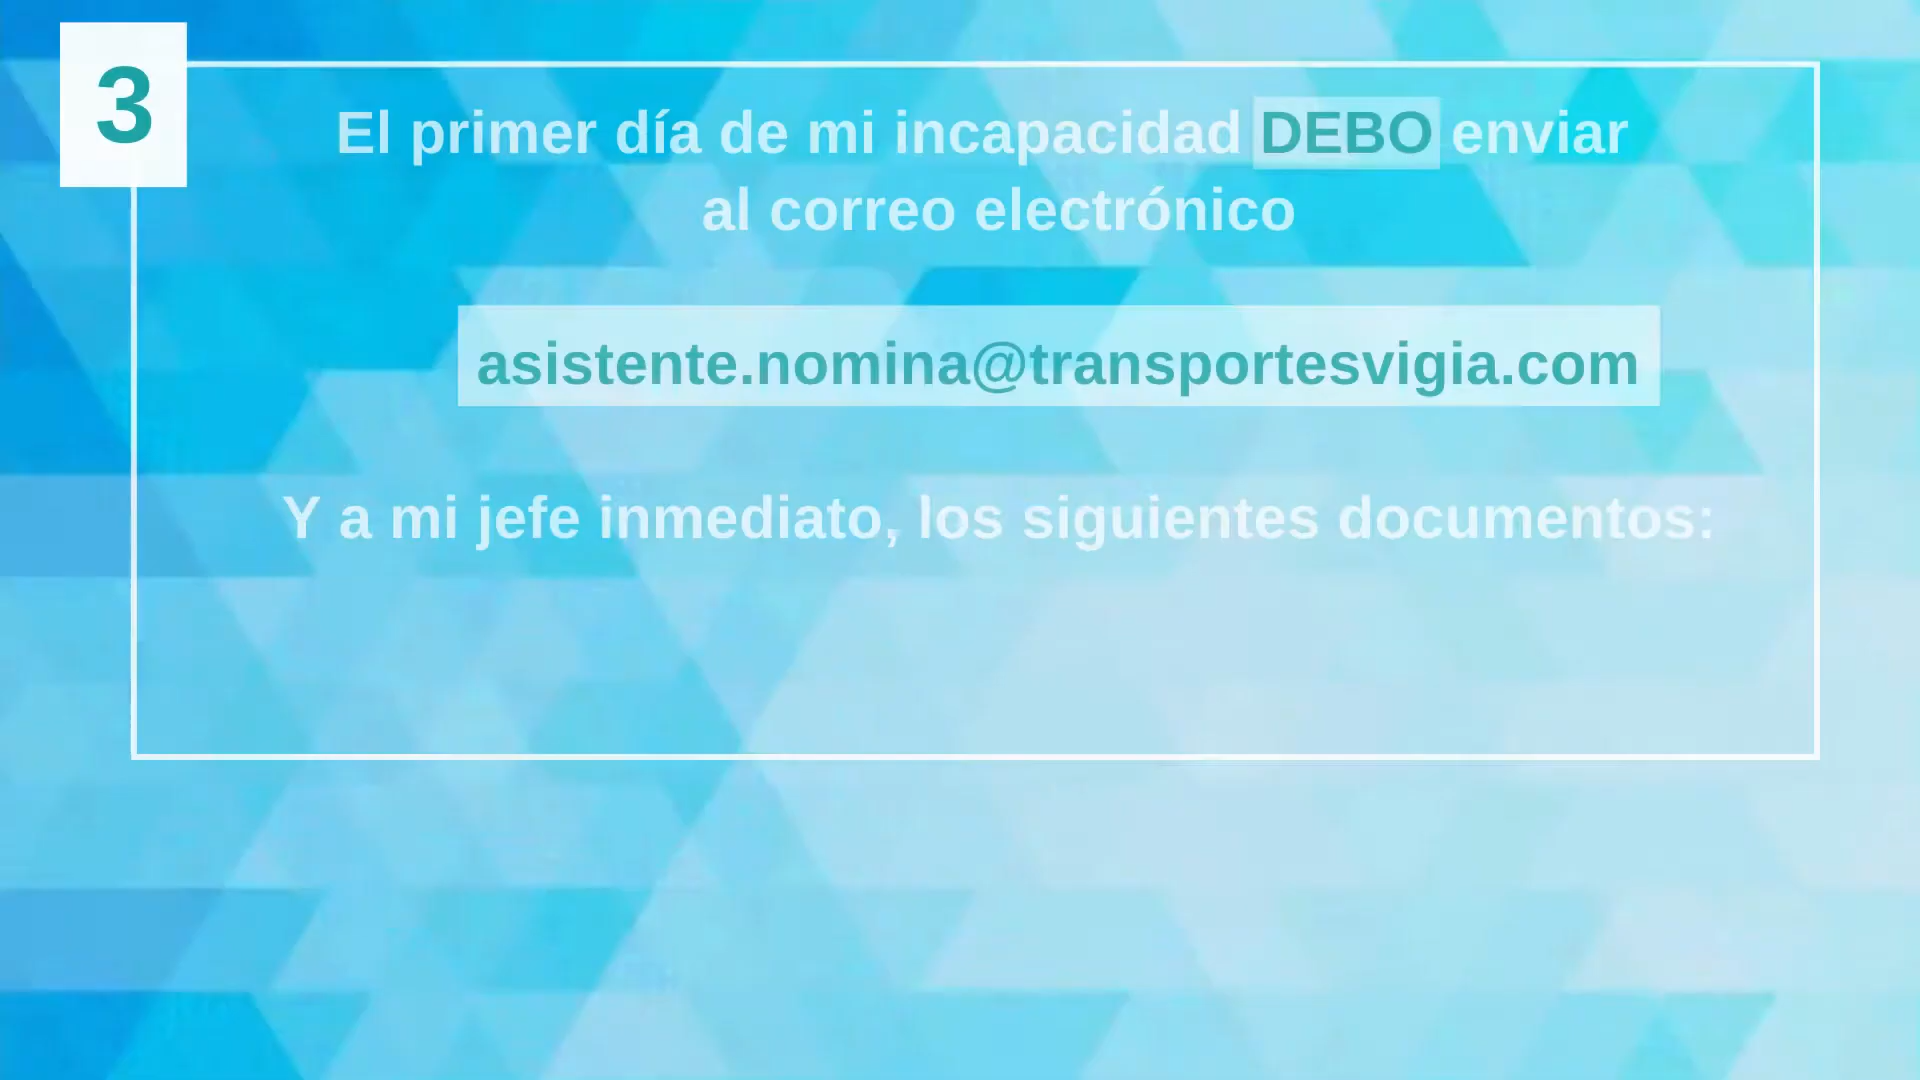 3
El primer día de mi incapacidad DEBO enviar
al correo electrónico
asistente.nomina@transportesvigia.com
Y a mi jefe inmediato, los siguientes documentos: